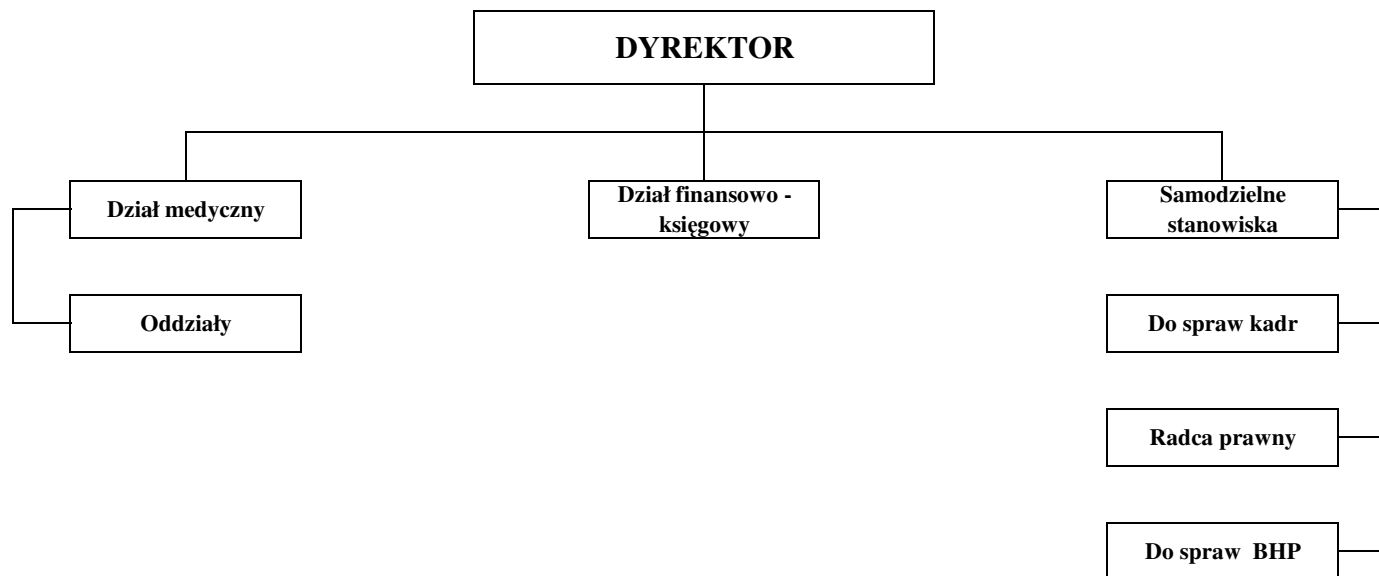 DYREKTOR
Dział medyczny
Dział finansowo -
księgowy
Samodzielne
stanowiska
Oddziały
Do spraw kadr
Radca prawny
Do spraw  BHP